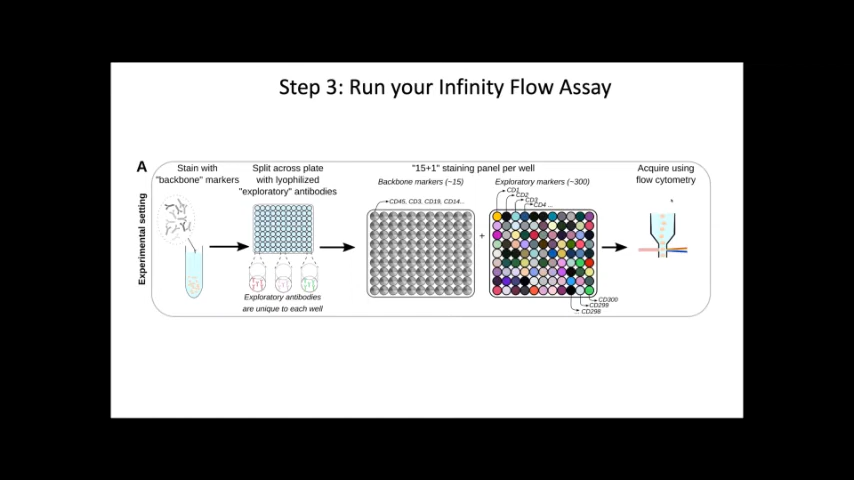 Step 3: Run your Infinity Flow Assay
A
Experimental setting
Stain with
"backbone" markers
Split across plate
with lyophilized
"exploratory" antibodies
Exploratory antibodies
are unique to each well
"15+1" staining panel per well
Backbone markers (~15)
CD45, CD3, CD19, CD14...
+
Exploratory markers (~300)
CD1
CD2
CD3
CD4 ...
CD300
CD299
... CD298
Acquire using
flow cytometry